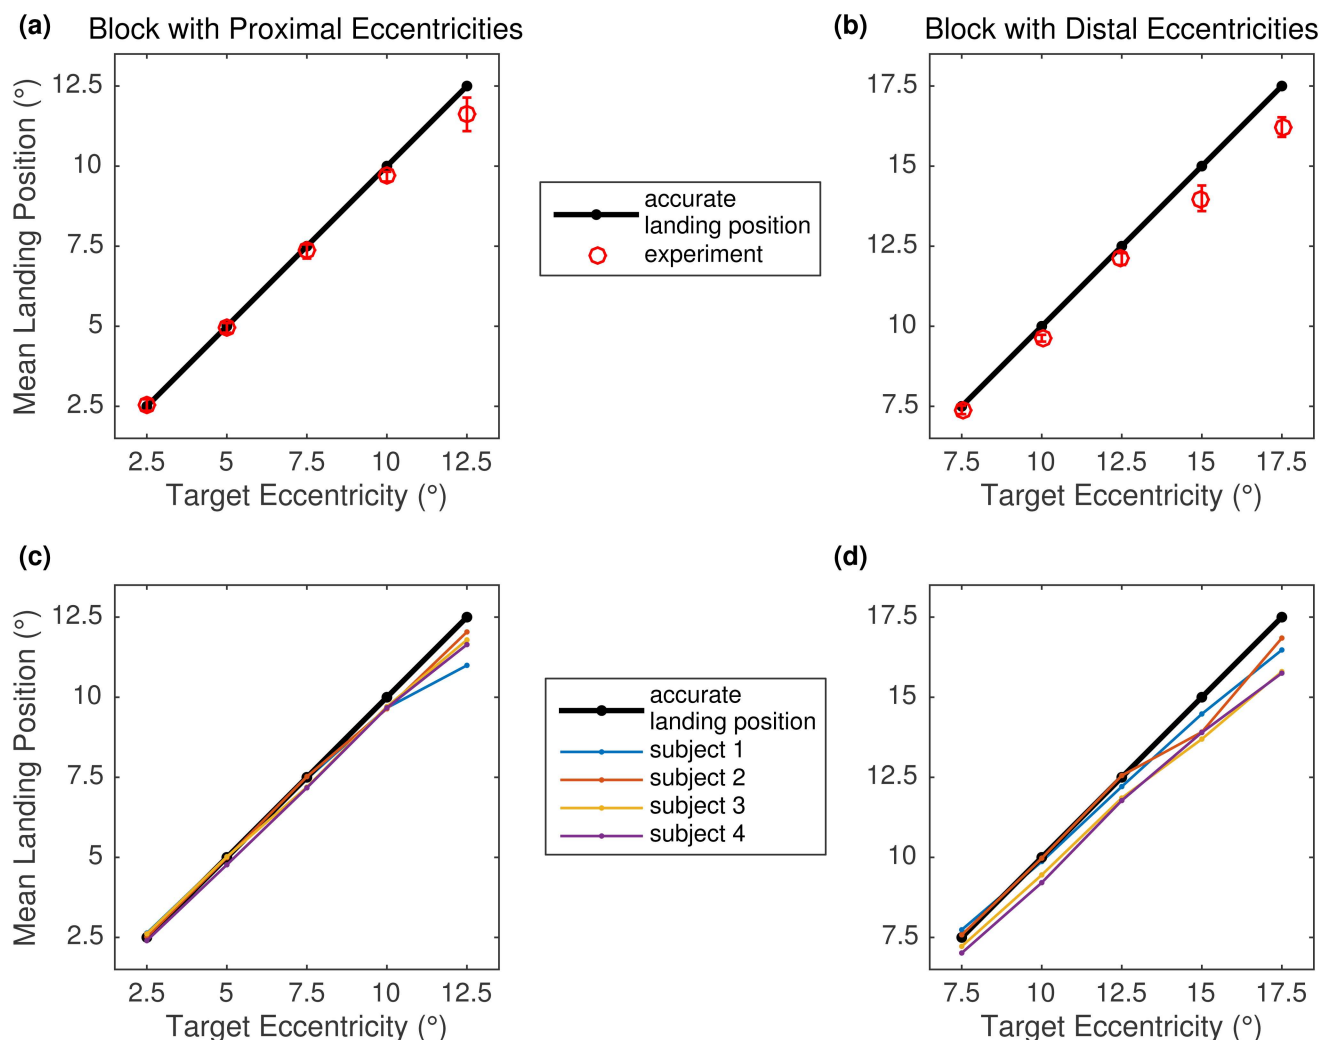 (a) Block with Proximal Eccentricities
12.5
10
7.5
5
2.5
Mean Landing Position (°)
2.5 5 7.5 10 12.5
Target Eccentricity (°)
accurate
landing position
experiment
(b) Block with Distal Eccentricities
17.5
15
12.5
10
7.5
7.5 10 12.5 15 17.5
Target Eccentricity (°)
(c)
12.5
10
7.5
5
2.5
Mean Landing Position (°)
2.5 5 7.5 10 12.5
Target Eccentricity (°)
accurate
landing position
subject 1
subject 2
subject 3
subject 4
(d)
17.5
15
12.5
10
7.5
7.5 10 12.5 15 17.5
Target Eccentricity (°)